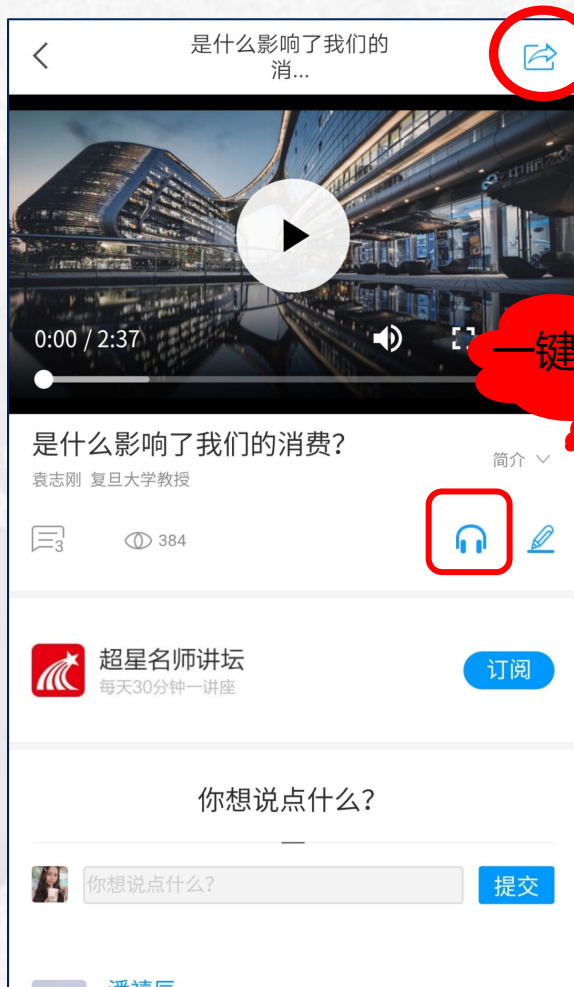 是什么影响了我们的
消...
中航
0:00 / 2:37
一键
是什么影响了我们的消费?
简介
袁志刚 复旦大学教授
3
384
超星名师讲坛
每天30分钟一讲座
订阅
你想说点什么?
你想说点什么?
提交